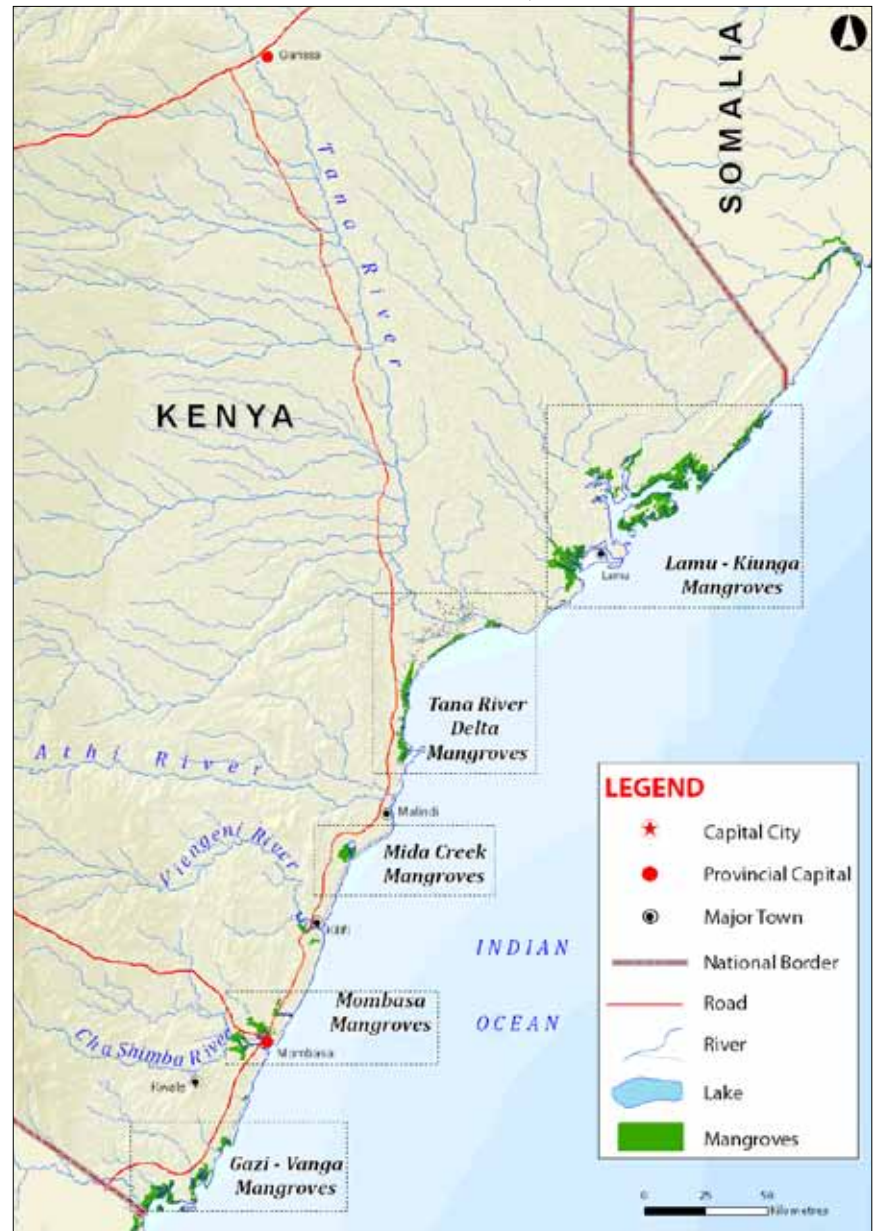 Garissa
SOMALIA
Tana River
KENYA
Lamu
Lamu - Kiunga
Mangroves
Tana River
Delta
Mangroves
Athi River
Malindi
Mida Creek
Mangroves
INDIAN
OCEAN
Mombasa
Mangroves
Cha Shimba River
Mombasa
Kwale
Gazi - Vanga
Mangroves
LEGEND
Capital City
Provincial Capital
Major Town
National Border
Road
River
Lake
Mangroves
0 25 50
Kilometres